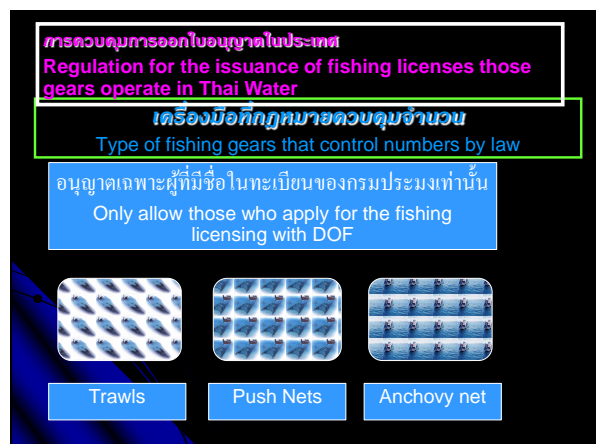 การควบคุมการออกใบอนุญาตในประเทศ
Regulation for the issuance of fishing licenses those
gears operate in Thai Water
เครื่องมือที่กฎหมายควบคุมจำนวน
Type of fishing gears that control numbers by law
อนุญาตเฉพาะผู้ที่มีชื่อในทะเบียนของกรมประมงเท่านั้น
Only allow those who apply for the fishing
licensing with DOF
Trawls
Push Nets
Anchovy net